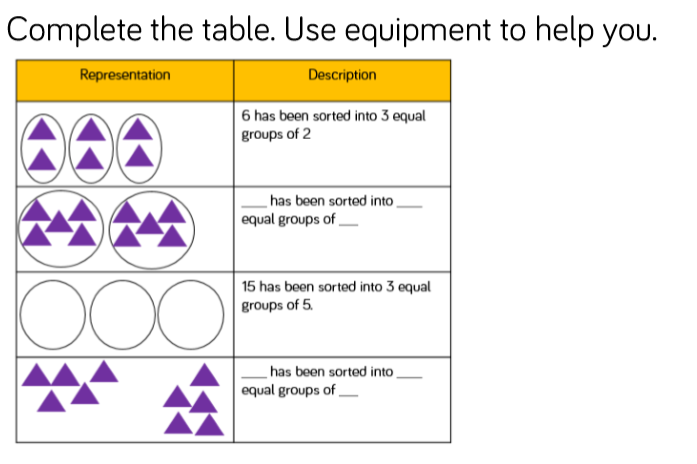 Complete the table. Use equipment to help you.
Representation Description
6 has been sorted into 3 equal
groups of 2
___ has been sorted into ___
equal groups of __
15 has been sorted into 3 equal
groups of 5.
___ has been sorted into ___
equal groups of __